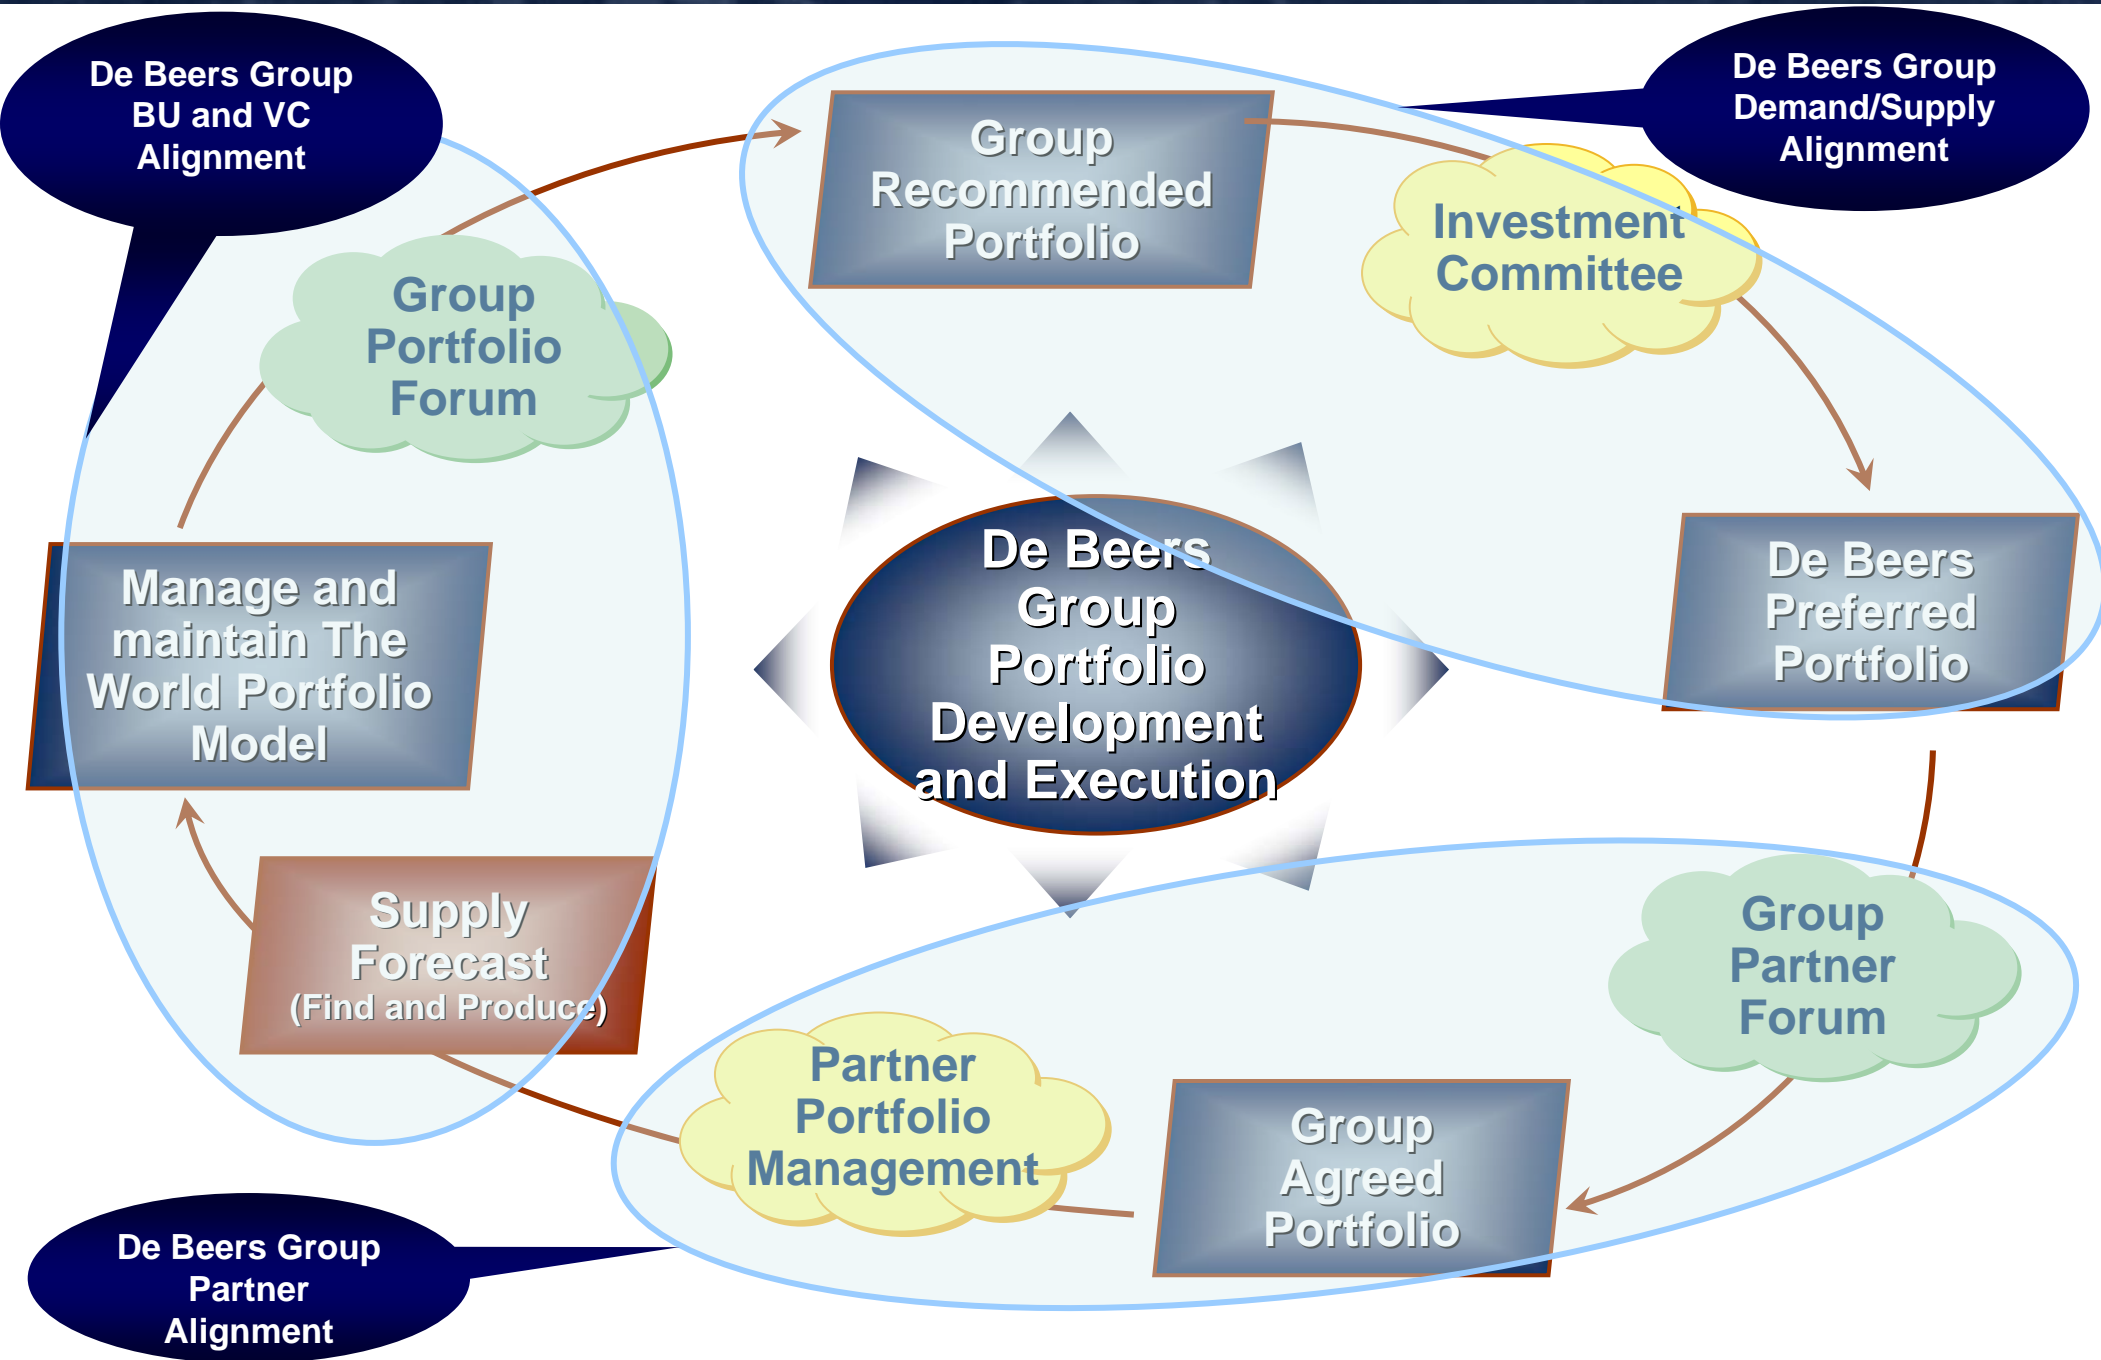 De Beers Group
BU and VC
Alignment
De Beers Group
Demand/Supply
Alignment
Group
Recommended
Portfolio
Investment
Committee
Group
Portfolio
Forum
De Beers
Group
Portfolio
Development
and Execution
De Beers
Preferred
Portfolio
Manage and
maintain The
World Portfolio
Model
Supply
Forecast
(Find and Produce)
Group
Partner
Forum
Partner
Portfolio
Management
Group
Agreed
Portfolio
De Beers Group
Partner
Alignment